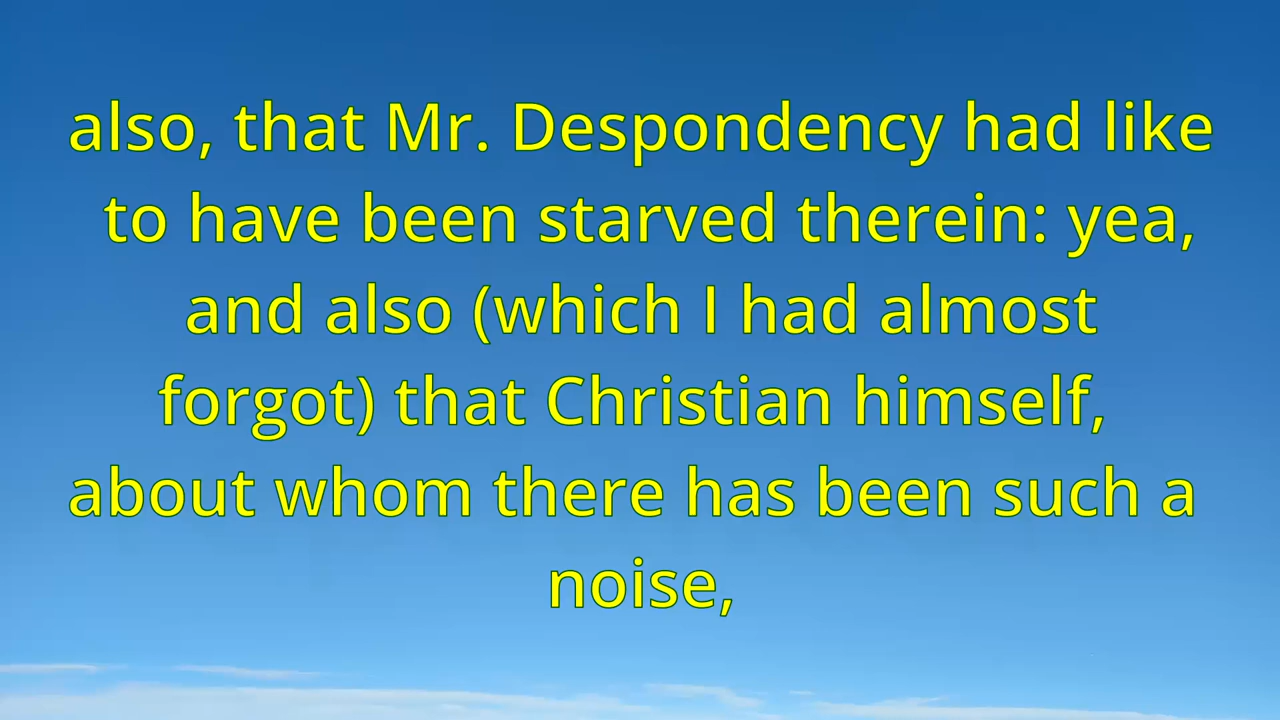 also, that Mr. Despondency had like
to have been starved therein: yea,
and also (which I had almost
forgot) that Christian himself,
about whom there has been such a
noise,